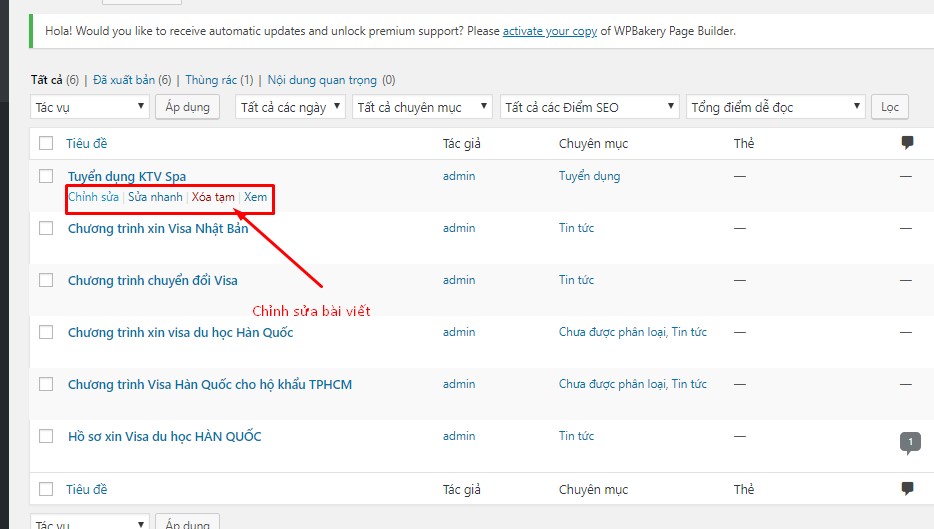 Hola! Would you like to receive automatic updates and unlock premium support? Please activate your copy of WPBakery Page Builder.
Tất cả (6) | Đã xuất bản (6) | Thùng rác (1) | Nội dung quan trọng (0)
Tác vụ Áp dụng Tất cả các ngày Tất cả chuyên mục Tất cả các Điểm SEO Tổng điểm dễ đọc Lọc
Tiêu đề Tác giả Chuyên mục Thẻ
Tuyển dụng KTV Spa admin Tuyển dụng — —
Chỉnh sửa | Sửa nhanh | Xóa tạm | Xem
Chương trình xin Visa Nhật Bản admin Tin tức — —
Chương trình chuyển đổi Visa admin Tin tức — —
Chỉnh sửa bài viết
Chương trình xin visa du học Hàn Quốc admin Chưa được phân loại, Tin tức — —
Chương trình Visa Hàn Quốc cho hộ khẩu TPHCM admin Chưa được phân loại, Tin tức — —
Hồ sơ xin Visa du học HÀN QUỐC admin Tin tức — 1
Tiêu đề Tác giả Chuyên mục Thẻ
Tác vụ Áp dụng